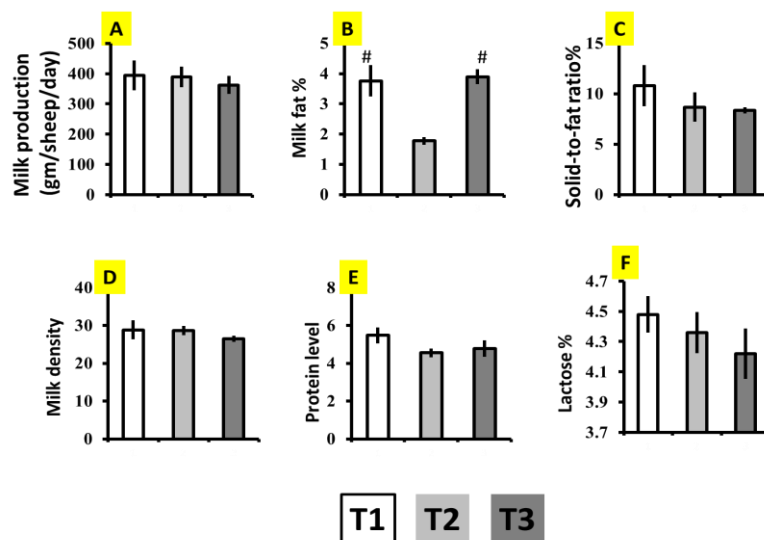 A
Milk production
(gm/sheep/day)
500
400
300
200
100
0
B
Milk fat %
5
4
3
2
1
0
#
#
C
Solid-to-fat ratio%
15
10
5
0
D
Milk density
40
30
20
10
0
E
Protein level
8
6
4
2
0
F
Lactose %
4.7
4.5
4.3
4.1
3.9
3.7
T1 T2 T3